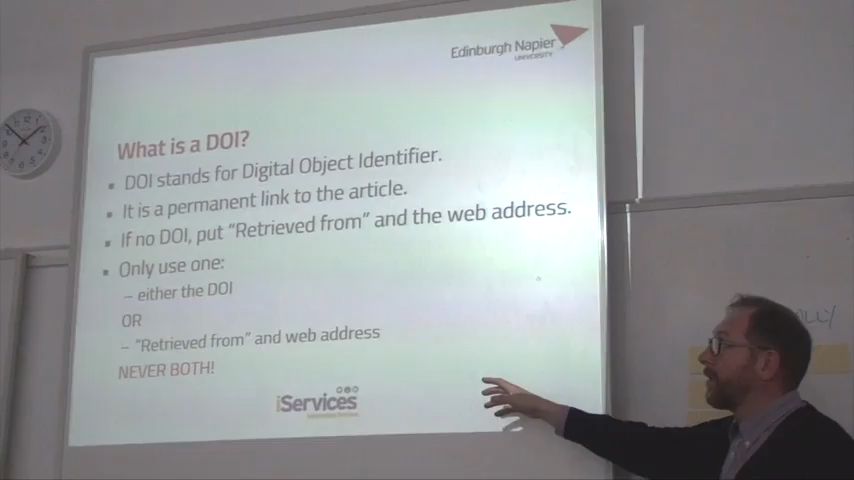 Edinburgh Napier
UNIVERSITY
What is a DOI?
▪ DOI stands for Digital Object Identifier.
▪ It is a permanent link to the article.
▪ If no DOI, put “Retrieved from” and the web address.
▪ Only use one:
– either the DOI
OR
– “Retrieved from” and web address
NEVER BOTH!
iServices